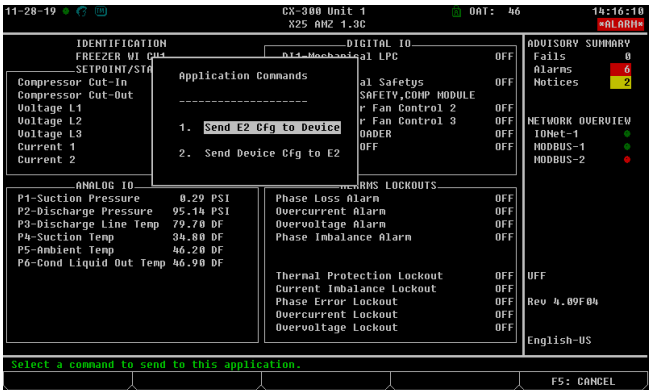 11-28-19
CX-300 Unit 1
OAT: 46
14:16:10
X25 AHZ 1.3C
*ALARM*
IDENTIFICATION
FREEZER WI CU1
SETPOINT/STA
Compressor Cut-In
Compressor Cut-Out
Voltage L1
Voltage L2
Voltage L3
Current 1
Current 2
Application Commands
--------------------
1. Send E2 Cfg to Device
2. Send Device Cfg to E2
DIGITAL IO
DI1-Mechanical LPC OFF
al Safetys OFF
SAFETY,COMP MODULE
r Fan Control 2 OFF
r Fan Control 3 OFF
OADER OFF
OFF OFF
ADVISORY SUMMARY
Fails 0
Alarms 6
Notices 2
NETWORK OVERVIEW
IONet-1
MODBUS-1
MODBUS-2
ANALOG IO
P1-Suction Pressure 0.29 PSI
P2-Discharge Pressure 95.14 PSI
P3-Discharge Line Temp 79.70 DF
P4-Suction Temp 34.80 DF
P5-Ambient Temp 46.20 DF
P6-Cond Liquid Out Temp 46.90 DF
ALARMS LOCKOUTS
Phase Loss Alarm OFF
Overcurrent Alarm OFF
Overvoltage Alarm OFF
Phase Imbalance Alarm OFF
Thermal Protection Lockout OFF
Current Imbalance Lockout OFF
Phase Error Lockout OFF
Overcurrent Lockout OFF
Overvoltage Lockout OFF
UFF
Rev 4.09F04
English-US
Select a command to send to this application.
F5: CANCEL